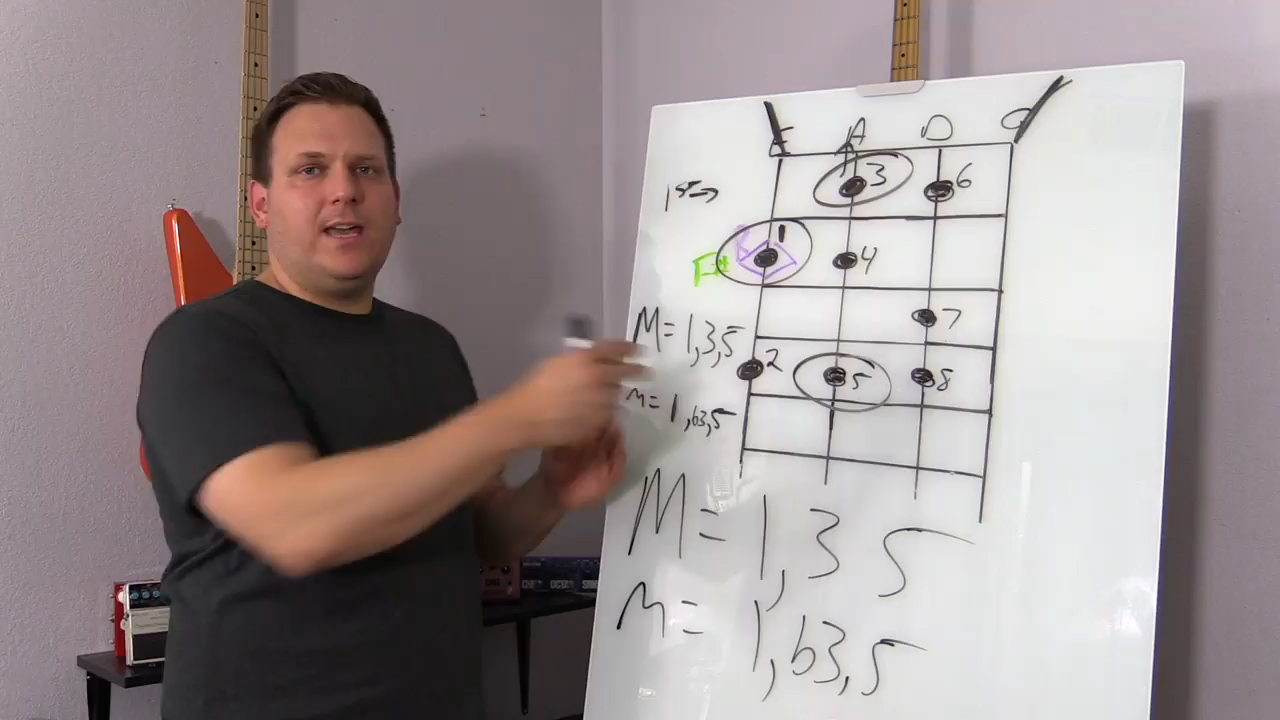 E A D G
3 6
1st →
R 1 4
F#
7
M = 1, 3, 5
2 5 8
m = 1, b3, 5
M = 1, 3 5
m = 1, b3, 5